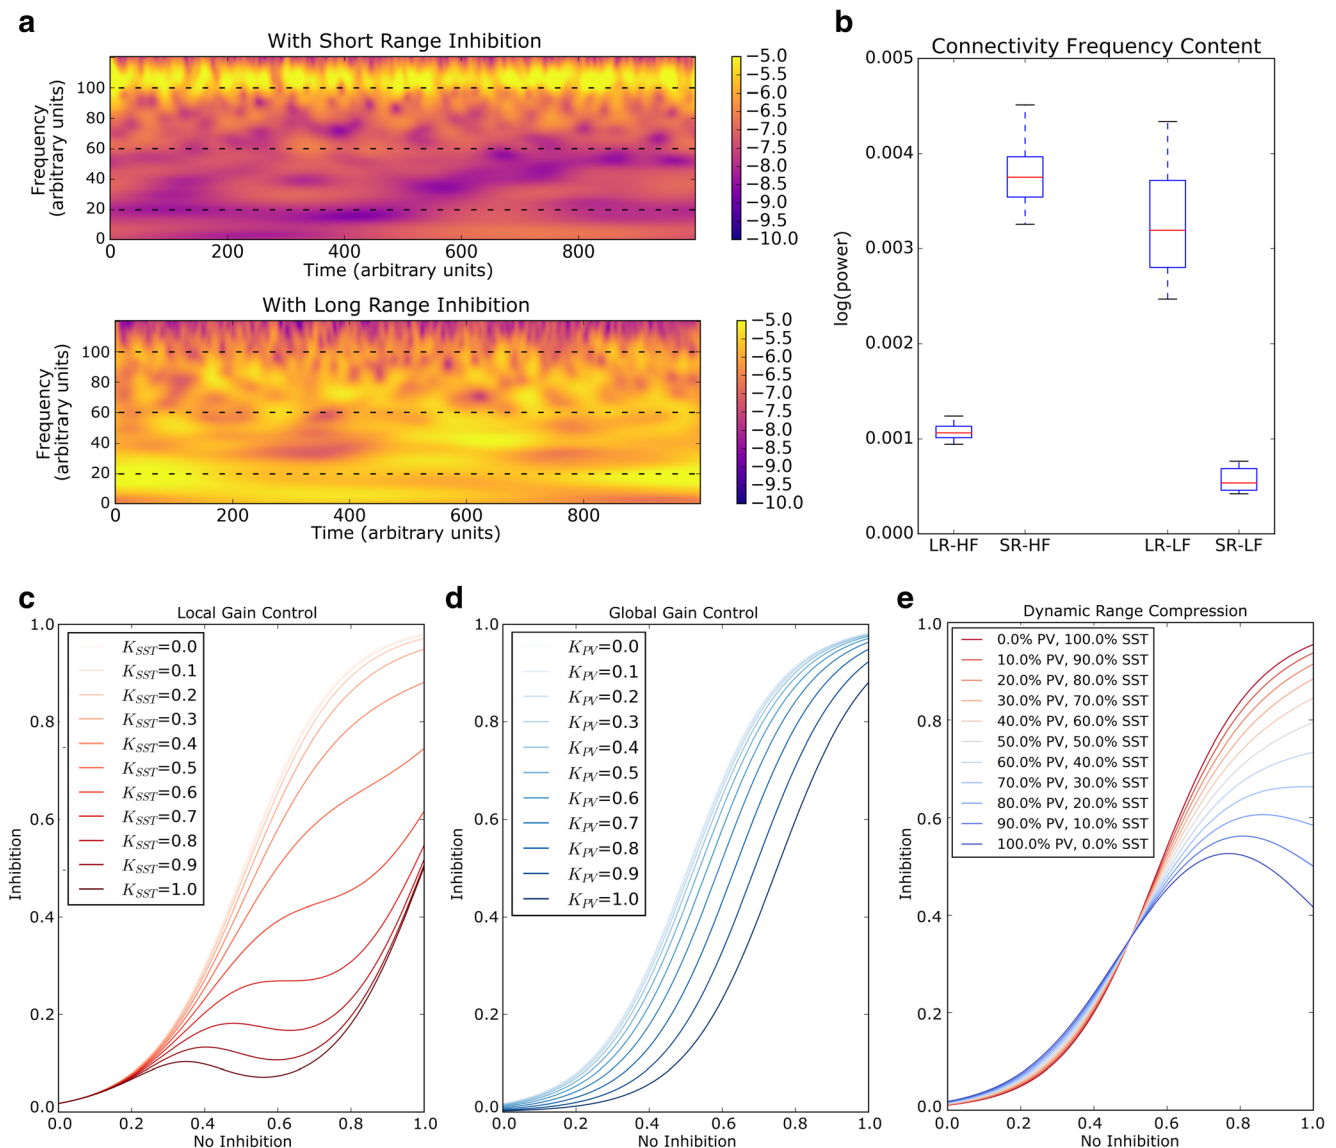 a
With Short Range Inhibition
Frequency
(arbitrary units)
100
80
60
40
20
0
0 200 400 600 800
Time (arbitrary units)
−5.0
−5.5
−6.0
−6.5
−7.0
−7.5
−8.0
−8.5
−9.0
−9.5
−10.0
With Long Range Inhibition
Frequency
(arbitrary units)
100
80
60
40
20
0
0 200 400 600 800
Time (arbitrary units)
−5.0
−5.5
−6.0
−6.5
−7.0
−7.5
−8.0
−8.5
−9.0
−9.5
−10.0
b
Connectivity Frequency Content
log(power)
0.005
0.004
0.003
0.002
0.001
0.000
LR-HF SR-HF LR-LF SR-LF
c
Local Gain Control
Inhibition
1.0
0.8
0.6
0.4
0.2
0.0
K_SST=0.0
K_SST=0.1
K_SST=0.2
K_SST=0.3
K_SST=0.4
K_SST=0.5
K_SST=0.6
K_SST=0.7
K_SST=0.8
K_SST=0.9
K_SST=1.0
0.0 0.2 0.4 0.6 0.8 1.0
No Inhibition
d
Global Gain Control
Inhibition
1.0
0.8
0.6
0.4
0.2
0.0
K_PV=0.0
K_PV=0.1
K_PV=0.2
K_PV=0.3
K_PV=0.4
K_PV=0.5
K_PV=0.6
K_PV=0.7
K_PV=0.8
K_PV=0.9
K_PV=1.0
0.0 0.2 0.4 0.6 0.8 1.0
No Inhibition
e
Dynamic Range Compression
Inhibition
1.0
0.8
0.6
0.4
0.2
0.0
0.0% PV, 100.0% SST
10.0% PV, 90.0% SST
20.0% PV, 80.0% SST
30.0% PV, 70.0% SST
40.0% PV, 60.0% SST
50.0% PV, 50.0% SST
60.0% PV, 40.0% SST
70.0% PV, 30.0% SST
80.0% PV, 20.0% SST
90.0% PV, 10.0% SST
100.0% PV, 0.0% SST
0.0 0.2 0.4 0.6 0.8 1.0
No Inhibition